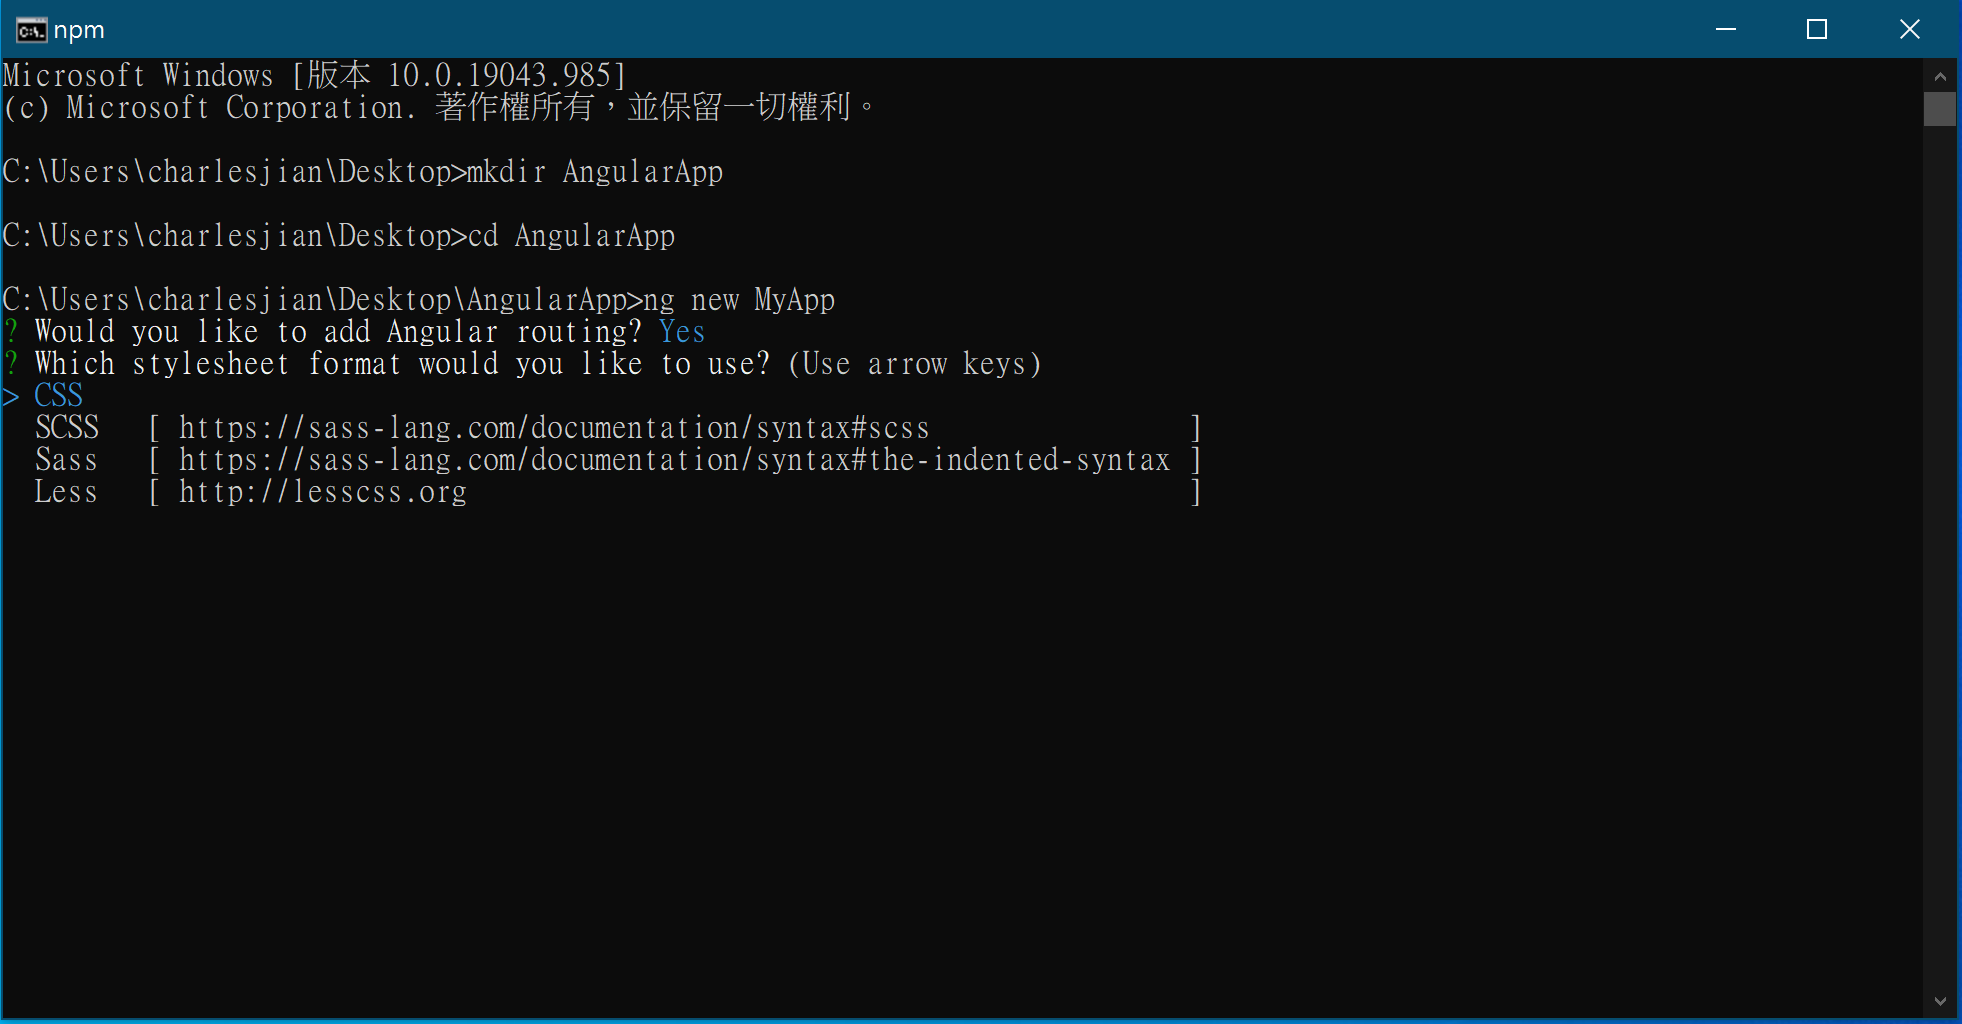 npm
Microsoft Windows [版本 10.0.19043.985]
(c) Microsoft Corporation. 著作權所有，並保留一切權利。
C:\Users\charlesjian\Desktop>mkdir AngularApp
C:\Users\charlesjian\Desktop>cd AngularApp
C:\Users\charlesjian\Desktop\AngularApp>ng new MyApp
? Would you like to add Angular routing? Yes
? Which stylesheet format would you like to use? (Use arrow keys)
> CSS
SCSS [ https://sass-lang.com/documentation/syntax#scss ]
Sass [ https://sass-lang.com/documentation/syntax#the-indented-syntax ]
Less [ http://lesscss.org ]